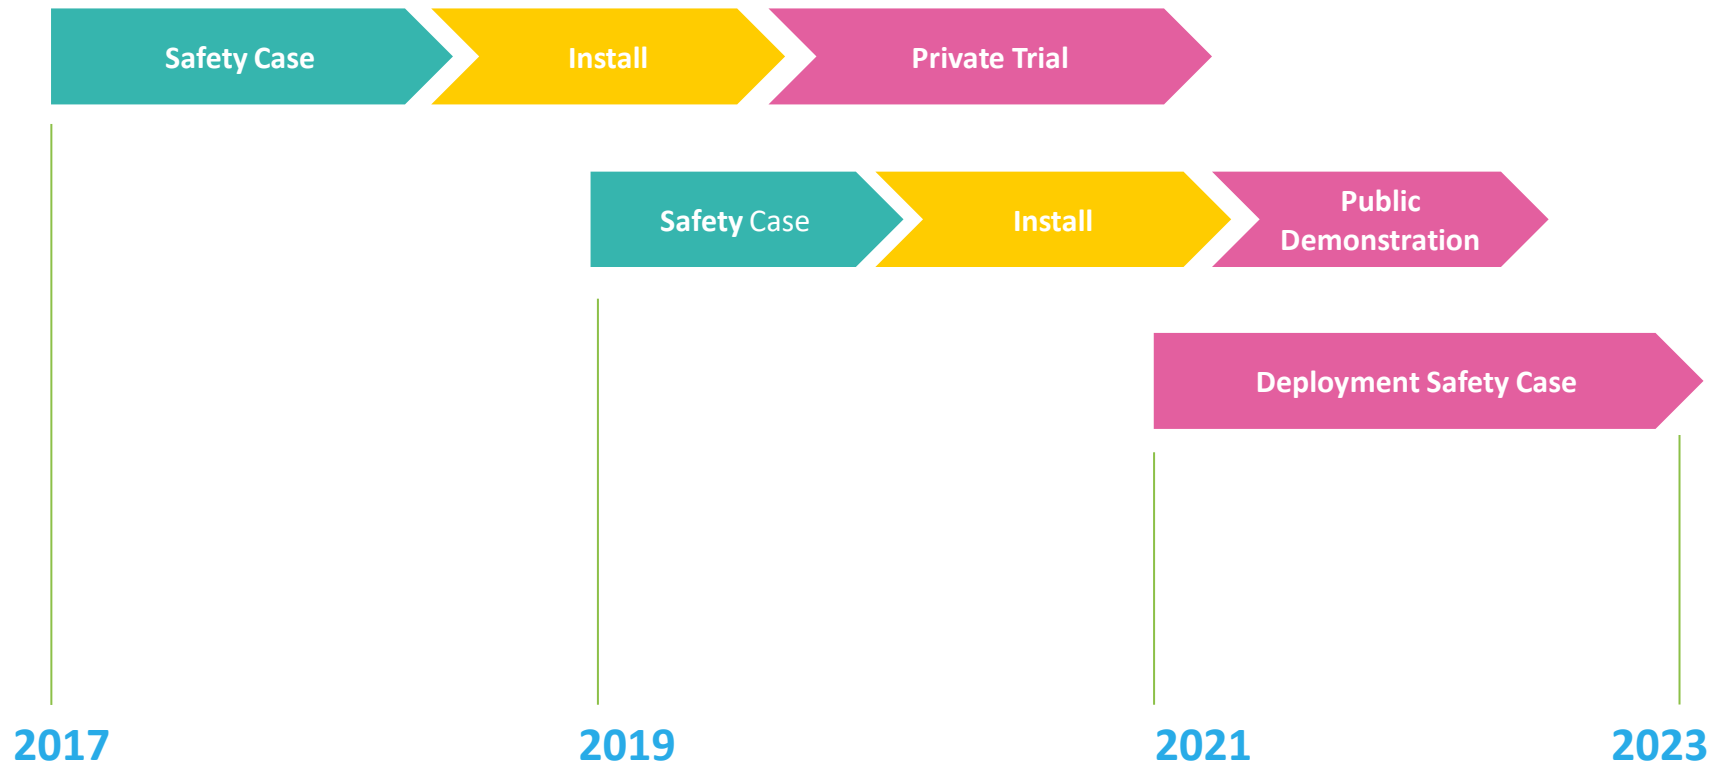 Safety Case
Install
Private Trial
Safety Case
Install
Public
Demonstration
Deployment Safety Case
2017
2019
2021
2023